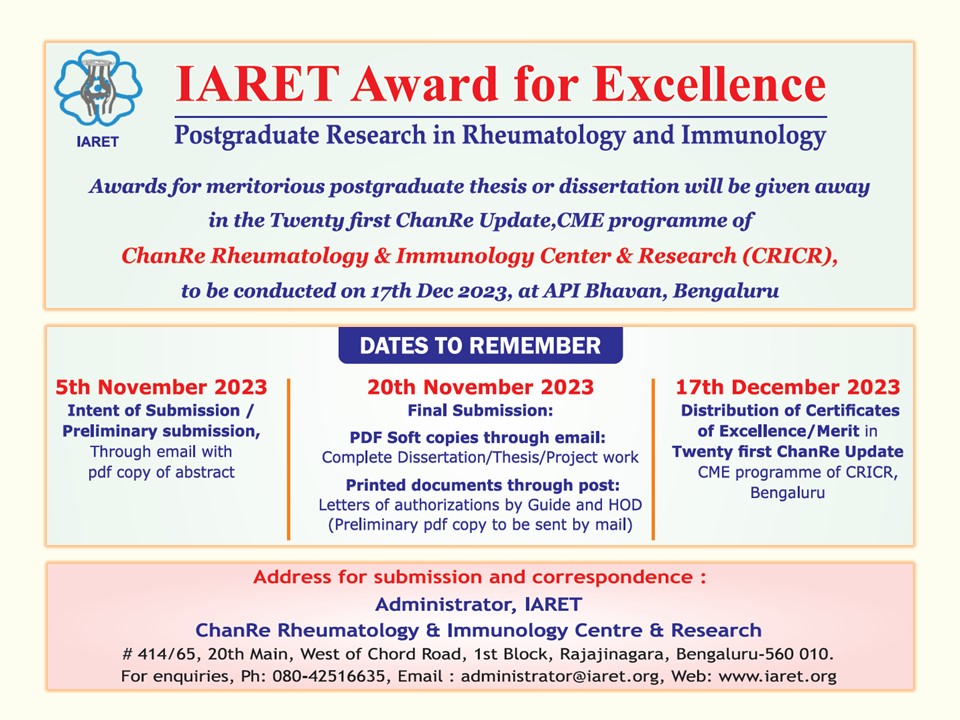 IARET Award for Excellence
IARET
Postgraduate Research in Rheumatology and Immunology
Awards for meritorious postgraduate thesis or dissertation will be given away
in the Twenty first ChanRe Update,CME programme of
ChanRe Rheumatology & Immunology Center & Research (CRICR),
to be conducted on 17th Dec 2023, at API Bhavan, Bengaluru
DATES TO REMEMBER
5th November 2023
Intent of Submission /
Preliminary submission,
Through email with
pdf copy of abstract
20th November 2023
Final Submission:
PDF Soft copies through email:
Complete Dissertation/Thesis/Project work
Printed documents through post:
Letters of authorizations by Guide and HOD
(Preliminary pdf copy to be sent by mail)
17th December 2023
Distribution of Certificates
of Excellence/Merit in
Twenty first ChanRe Update
CME programme of CRICR,
Bengaluru
Address for submission and correspondence :
Administrator, IARET
ChanRe Rheumatology & Immunology Centre & Research
# 414/65, 20th Main, West of Chord Road, 1st Block, Rajajinagara, Bengaluru-560 010.
For enquiries, Ph: 080-42516635, Email : administrator@iaret.org, Web: www.iaret.org